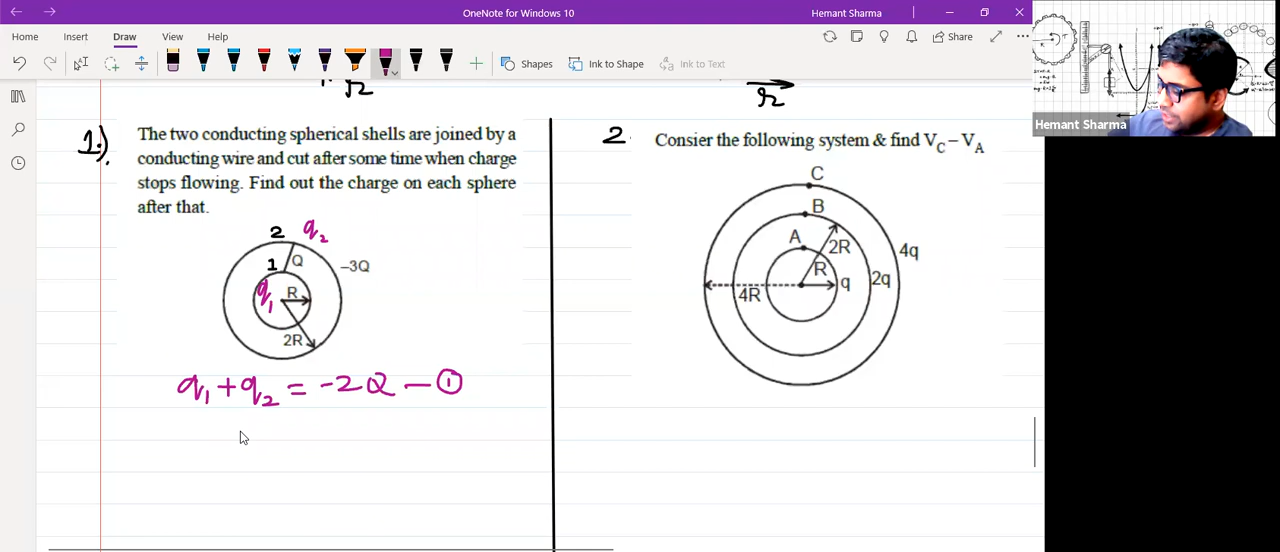 OneNote for Windows 10
Hemant Sharma
Home Insert Draw View Help
Share
Shapes
Ink to Shape
Ink to Text
Hemant Sharma
1.)
The two conducting spherical shells are joined by a
conducting wire and cut after some time when charge
stops flowing. Find out the charge on each sphere
after that.
2 q₂
1 Q
-3Q
q₁ R
2R
q₁ + q₂ = -2Q - ①
r
2.
Consier the following system & find V_C – V_A
C
B
A
2R
4q
R
q
2q
4R